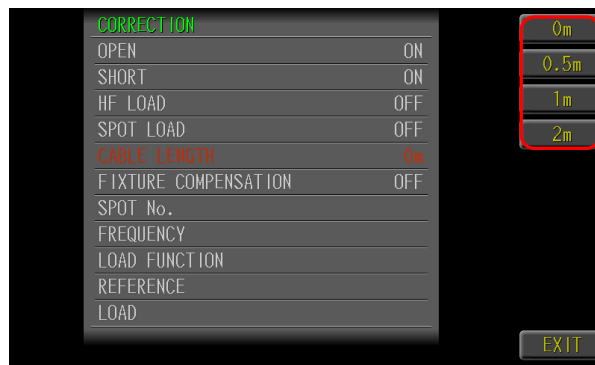 CORRECTION
OPEN ON
SHORT ON
HF LOAD OFF
SPOT LOAD OFF
CABLE LENGTH 0m
FIXTURE COMPENSATION OFF
SPOT No.
FREQUENCY
LOAD FUNCTION
REFERENCE
LOAD
0m
0.5m
1m
2m
EXIT